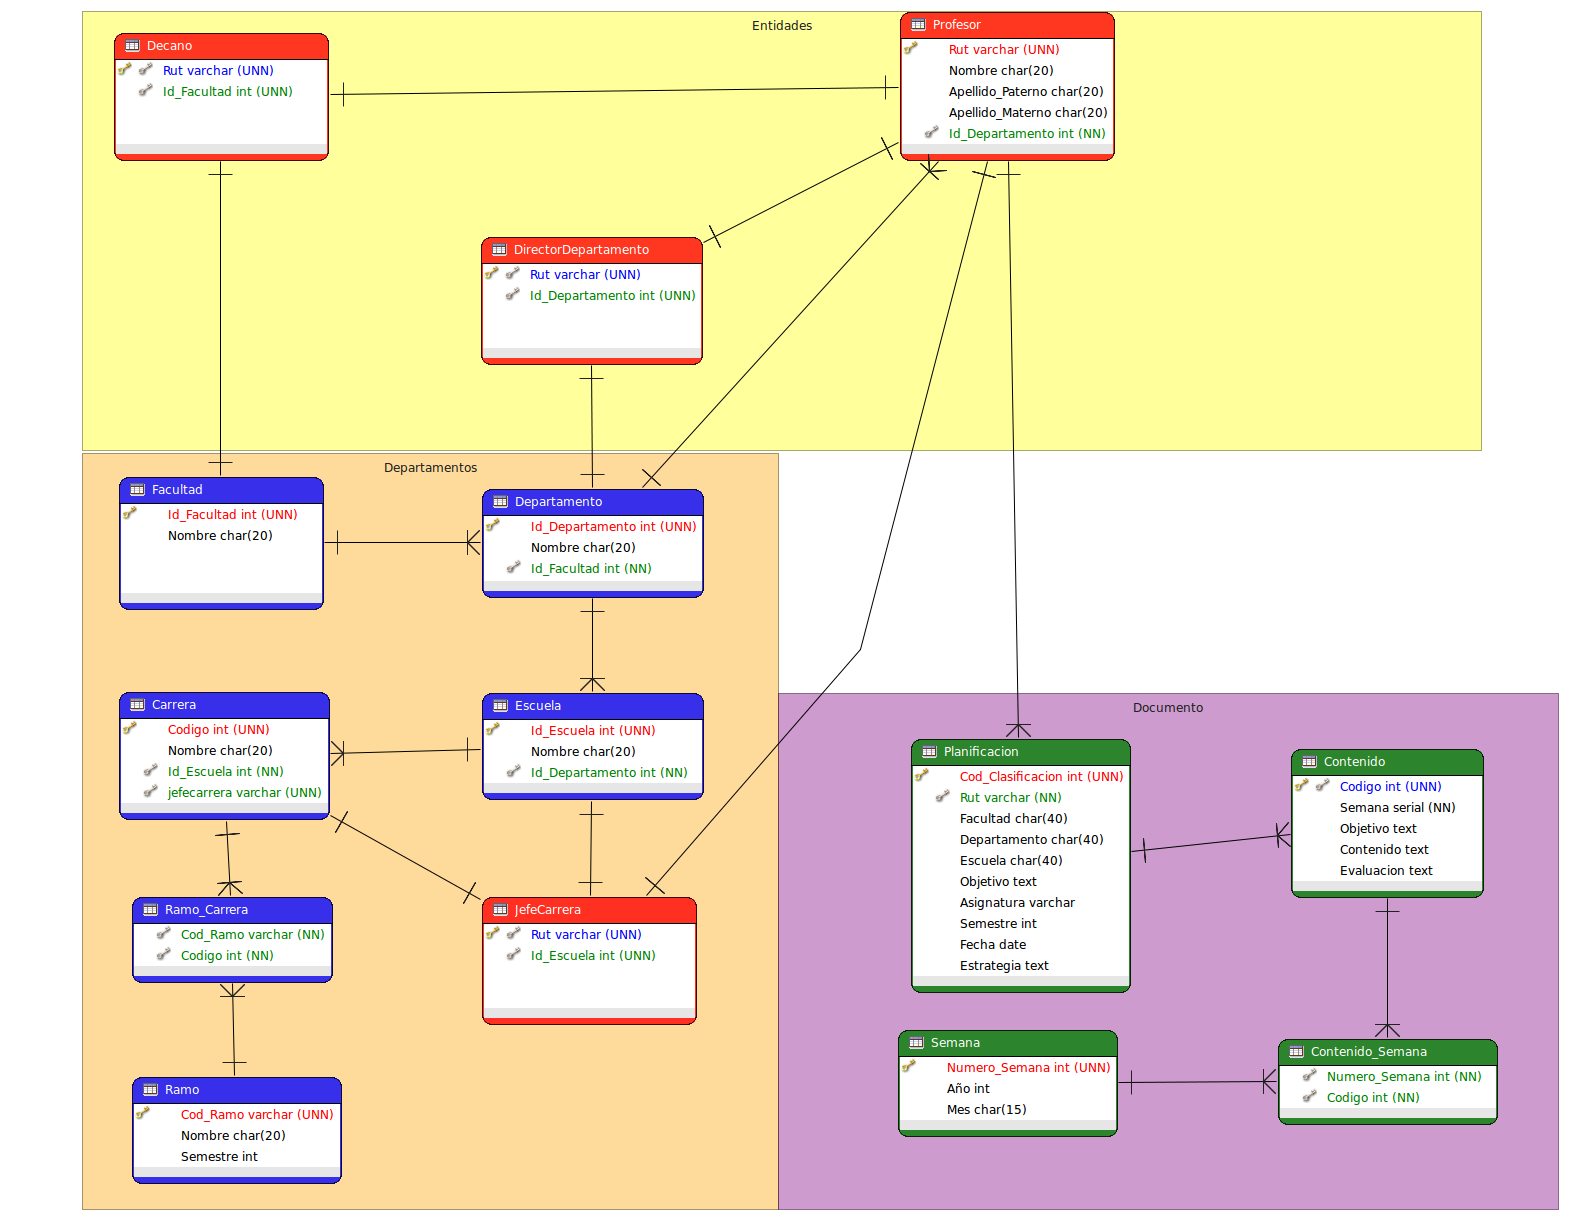 Entidades
Decano
Rut varchar (UNN)
Id_Facultad int (UNN)
Profesor
Rut varchar (UNN)
Nombre char(20)
Apellido_Paterno char(20)
Apellido_Materno char(20)
Id_Departamento int (NN)
DirectorDepartamento
Rut varchar (UNN)
Id_Departamento int (UNN)
Departamentos
Facultad
Id_Facultad int (UNN)
Nombre char(20)
Departamento
Id_Departamento int (UNN)
Nombre char(20)
Id_Facultad int (NN)
Carrera
Codigo int (UNN)
Nombre char(20)
Id_Escuela int (NN)
jefecarrera varchar (UNN)
Escuela
Id_Escuela int (UNN)
Nombre char(20)
Id_Departamento int (NN)
Ramo_Carrera
Cod_Ramo varchar (NN)
Codigo int (NN)
JefeCarrera
Rut varchar (UNN)
Id_Escuela int (UNN)
Ramo
Cod_Ramo varchar (UNN)
Nombre char(20)
Semestre int
Documento
Planificacion
Cod_Clasificacion int (UNN)
Rut varchar (NN)
Facultad char(40)
Departamento char(40)
Escuela char(40)
Objetivo text
Asignatura varchar
Semestre int
Fecha date
Estrategia text
Contenido
Codigo int (UNN)
Semana serial (NN)
Objetivo text
Contenido text
Evaluacion text
Semana
Numero_Semana int (UNN)
Año int
Mes char(15)
Contenido_Semana
Numero_Semana int (NN)
Codigo int (NN)